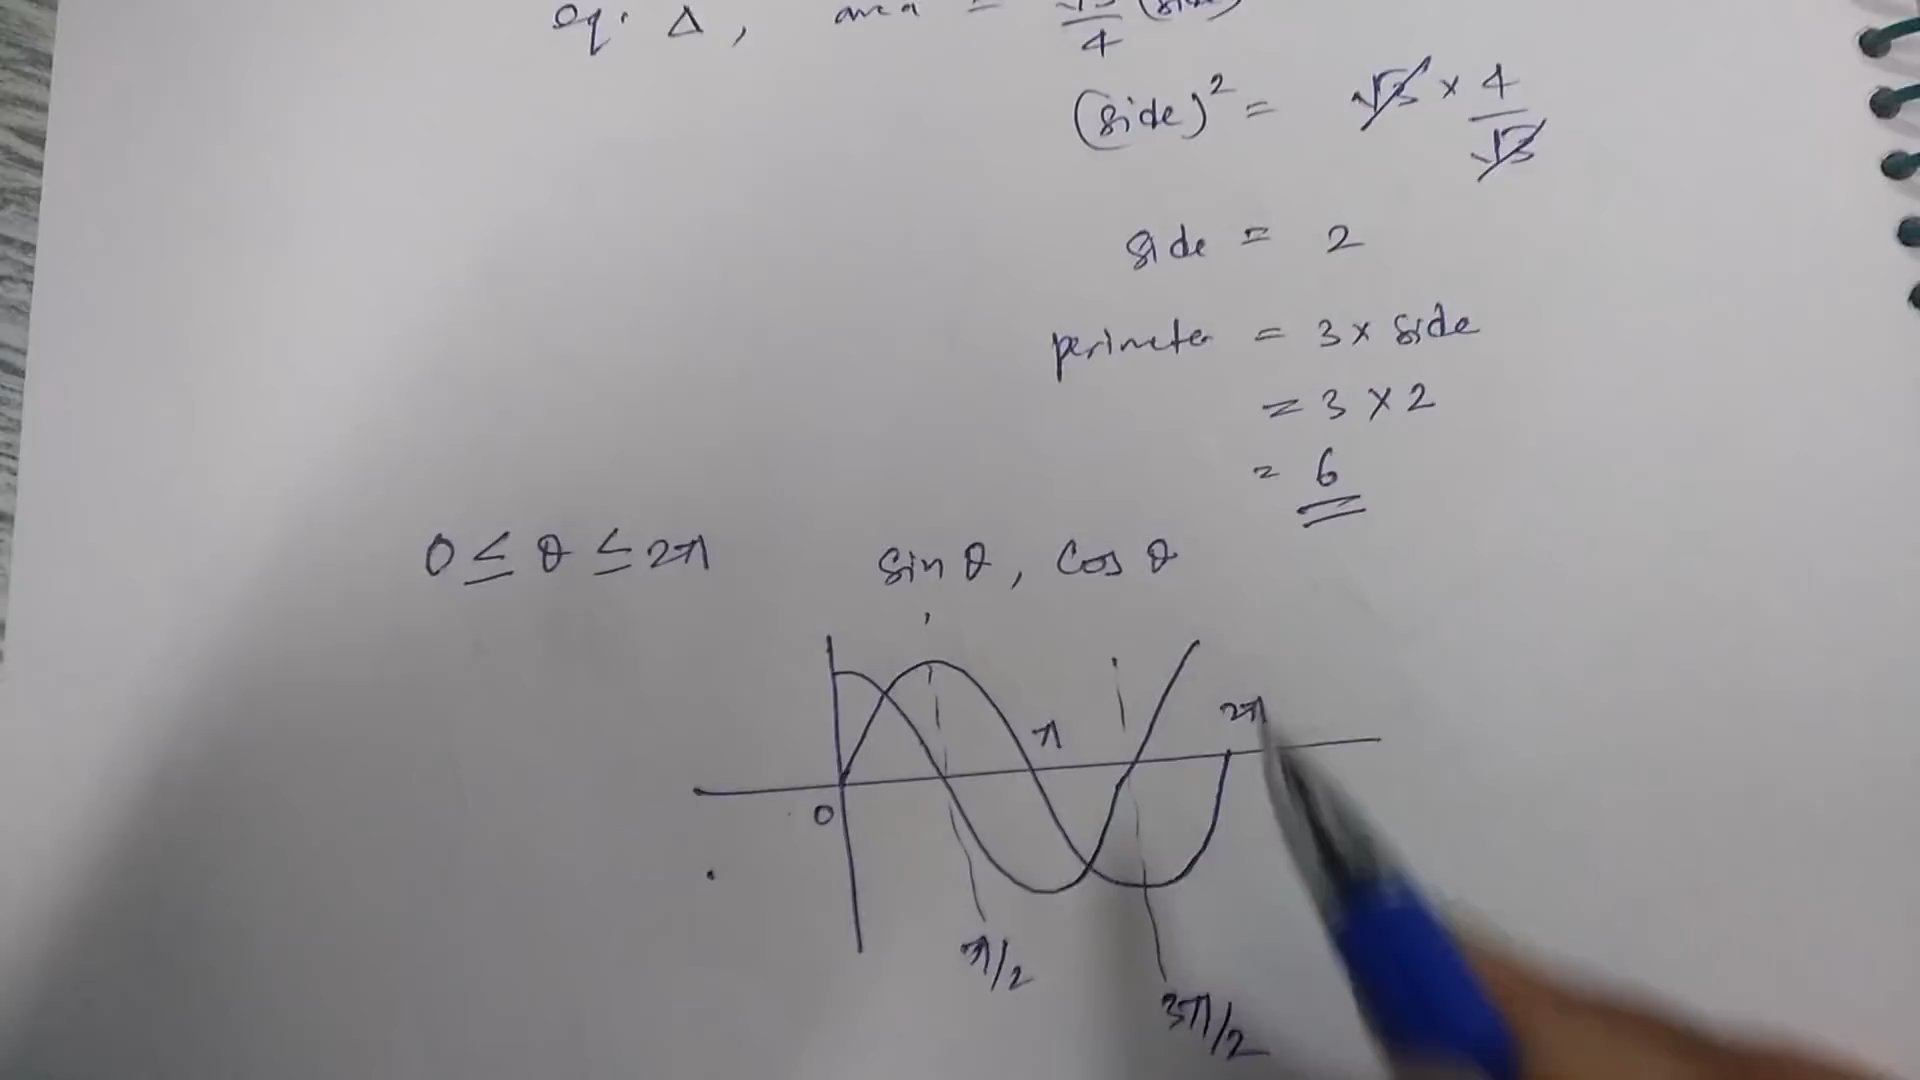 eq. Δ, area = √3/4 (side)
(side)² = √3 × 4/√3
side = 2
perimeter = 3 × side
= 3 × 2
= 6
0 ≤ θ ≤ 2π sin θ, cos θ
π 2π
0
π/2
3π/2